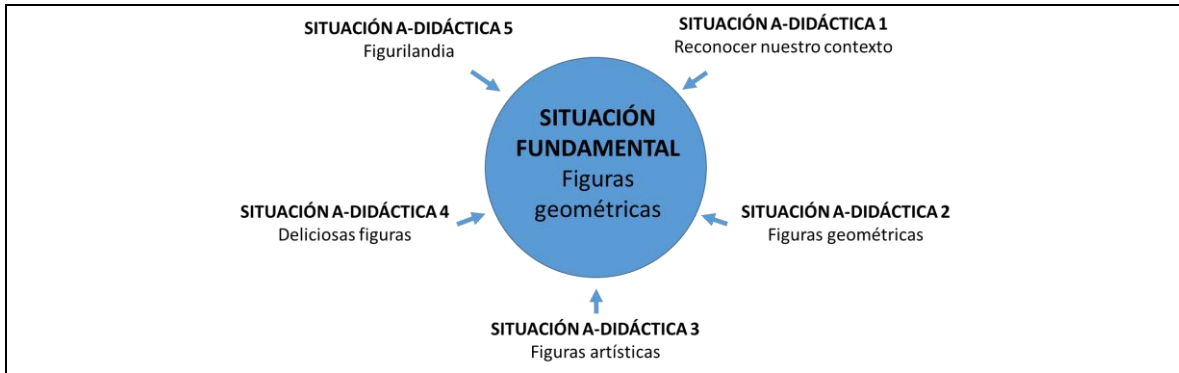 SITUACIÓN A-DIDÁCTICA 5
Figurilandia
SITUACIÓN A-DIDÁCTICA 1
Reconocer nuestro contexto
SITUACIÓN
FUNDAMENTAL
Figuras
geométricas
SITUACIÓN A-DIDÁCTICA 4
Deliciosas figuras
SITUACIÓN A-DIDÁCTICA 2
Figuras geométricas
SITUACIÓN A-DIDÁCTICA 3
Figuras artísticas